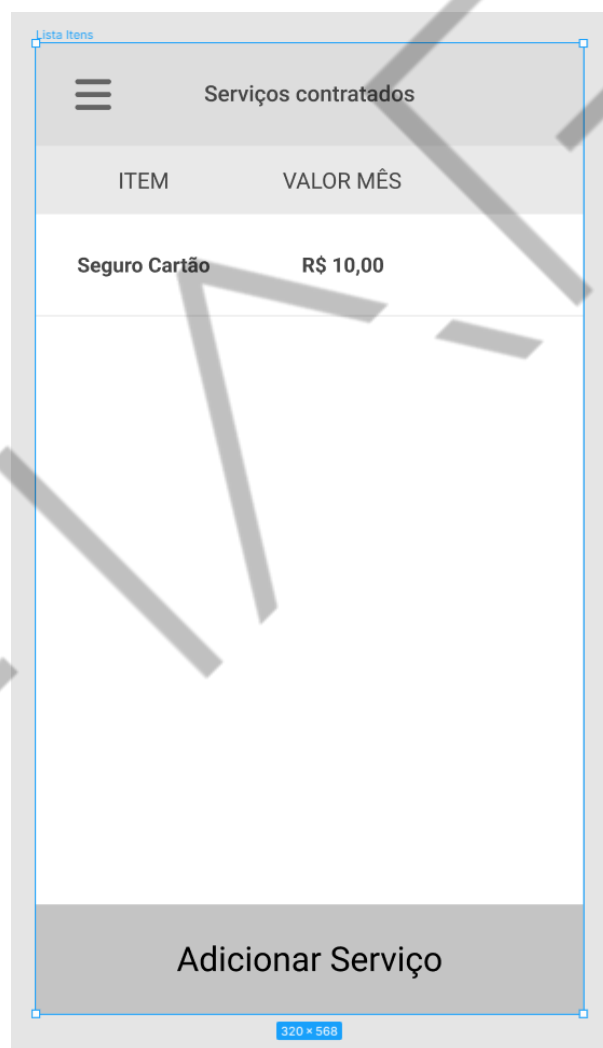 Lista Itens
Serviços contratados
ITEM VALOR MÊS
Seguro Cartão R$ 10,00
Adicionar Serviço
320 × 568